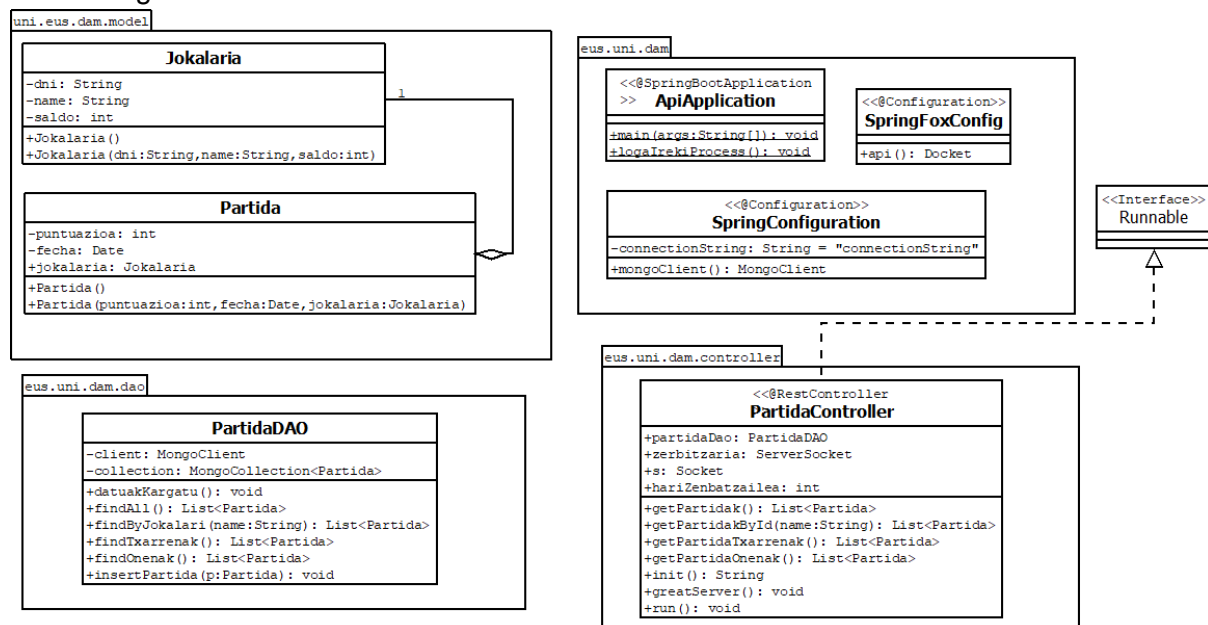 uni.eus.dam.model
Jokalaria
-dni: String
-name: String
-saldo: int
+Jokalaria()
+Jokalaria(dni:String,name:String,saldo:int)
1
Partida
-puntuazioa: int
-fecha: Date
+jokalaria: Jokalaria
+Partida()
+Partida(puntuazioa:int,fecha:Date,jokalaria:Jokalaria)
eus.uni.dam
<<@SpringBootApplication
>> ApiApplication
+main(args:String[]): void
+logaIrekiProcess(): void
<<@Configuration>>
SpringFoxConfig
+api(): Docket
<<@Configuration>>
SpringConfiguration
-connectionString: String = "connectionString"
+mongoClient(): MongoClient
<<Interface>>
Runnable
eus.uni.dam.dao
PartidaDAO
-client: MongoClient
-collection: MongoCollection<Partida>
+datuakKargatu(): void
+findAll(): List<Partida>
+findByJokalari(name:String): List<Partida>
+findTxarrenak(): List<Partida>
+findOnenak(): List<Partida>
+insertPartida(p:Partida): void
eus.uni.dam.controller
<<@RestController
PartidaController
+partidaDao: PartidaDAO
+zerbitzaria: ServerSocket
+s: Socket
+hariZenbatzailea: int
+getPartidak(): List<Partida>
+getPartidakById(name:String): List<Partida>
+getPartidaTxarrenak(): List<Partida>
+getPartidaOnenak(): List<Partida>
+init(): String
+greatServer(): void
+run(): void